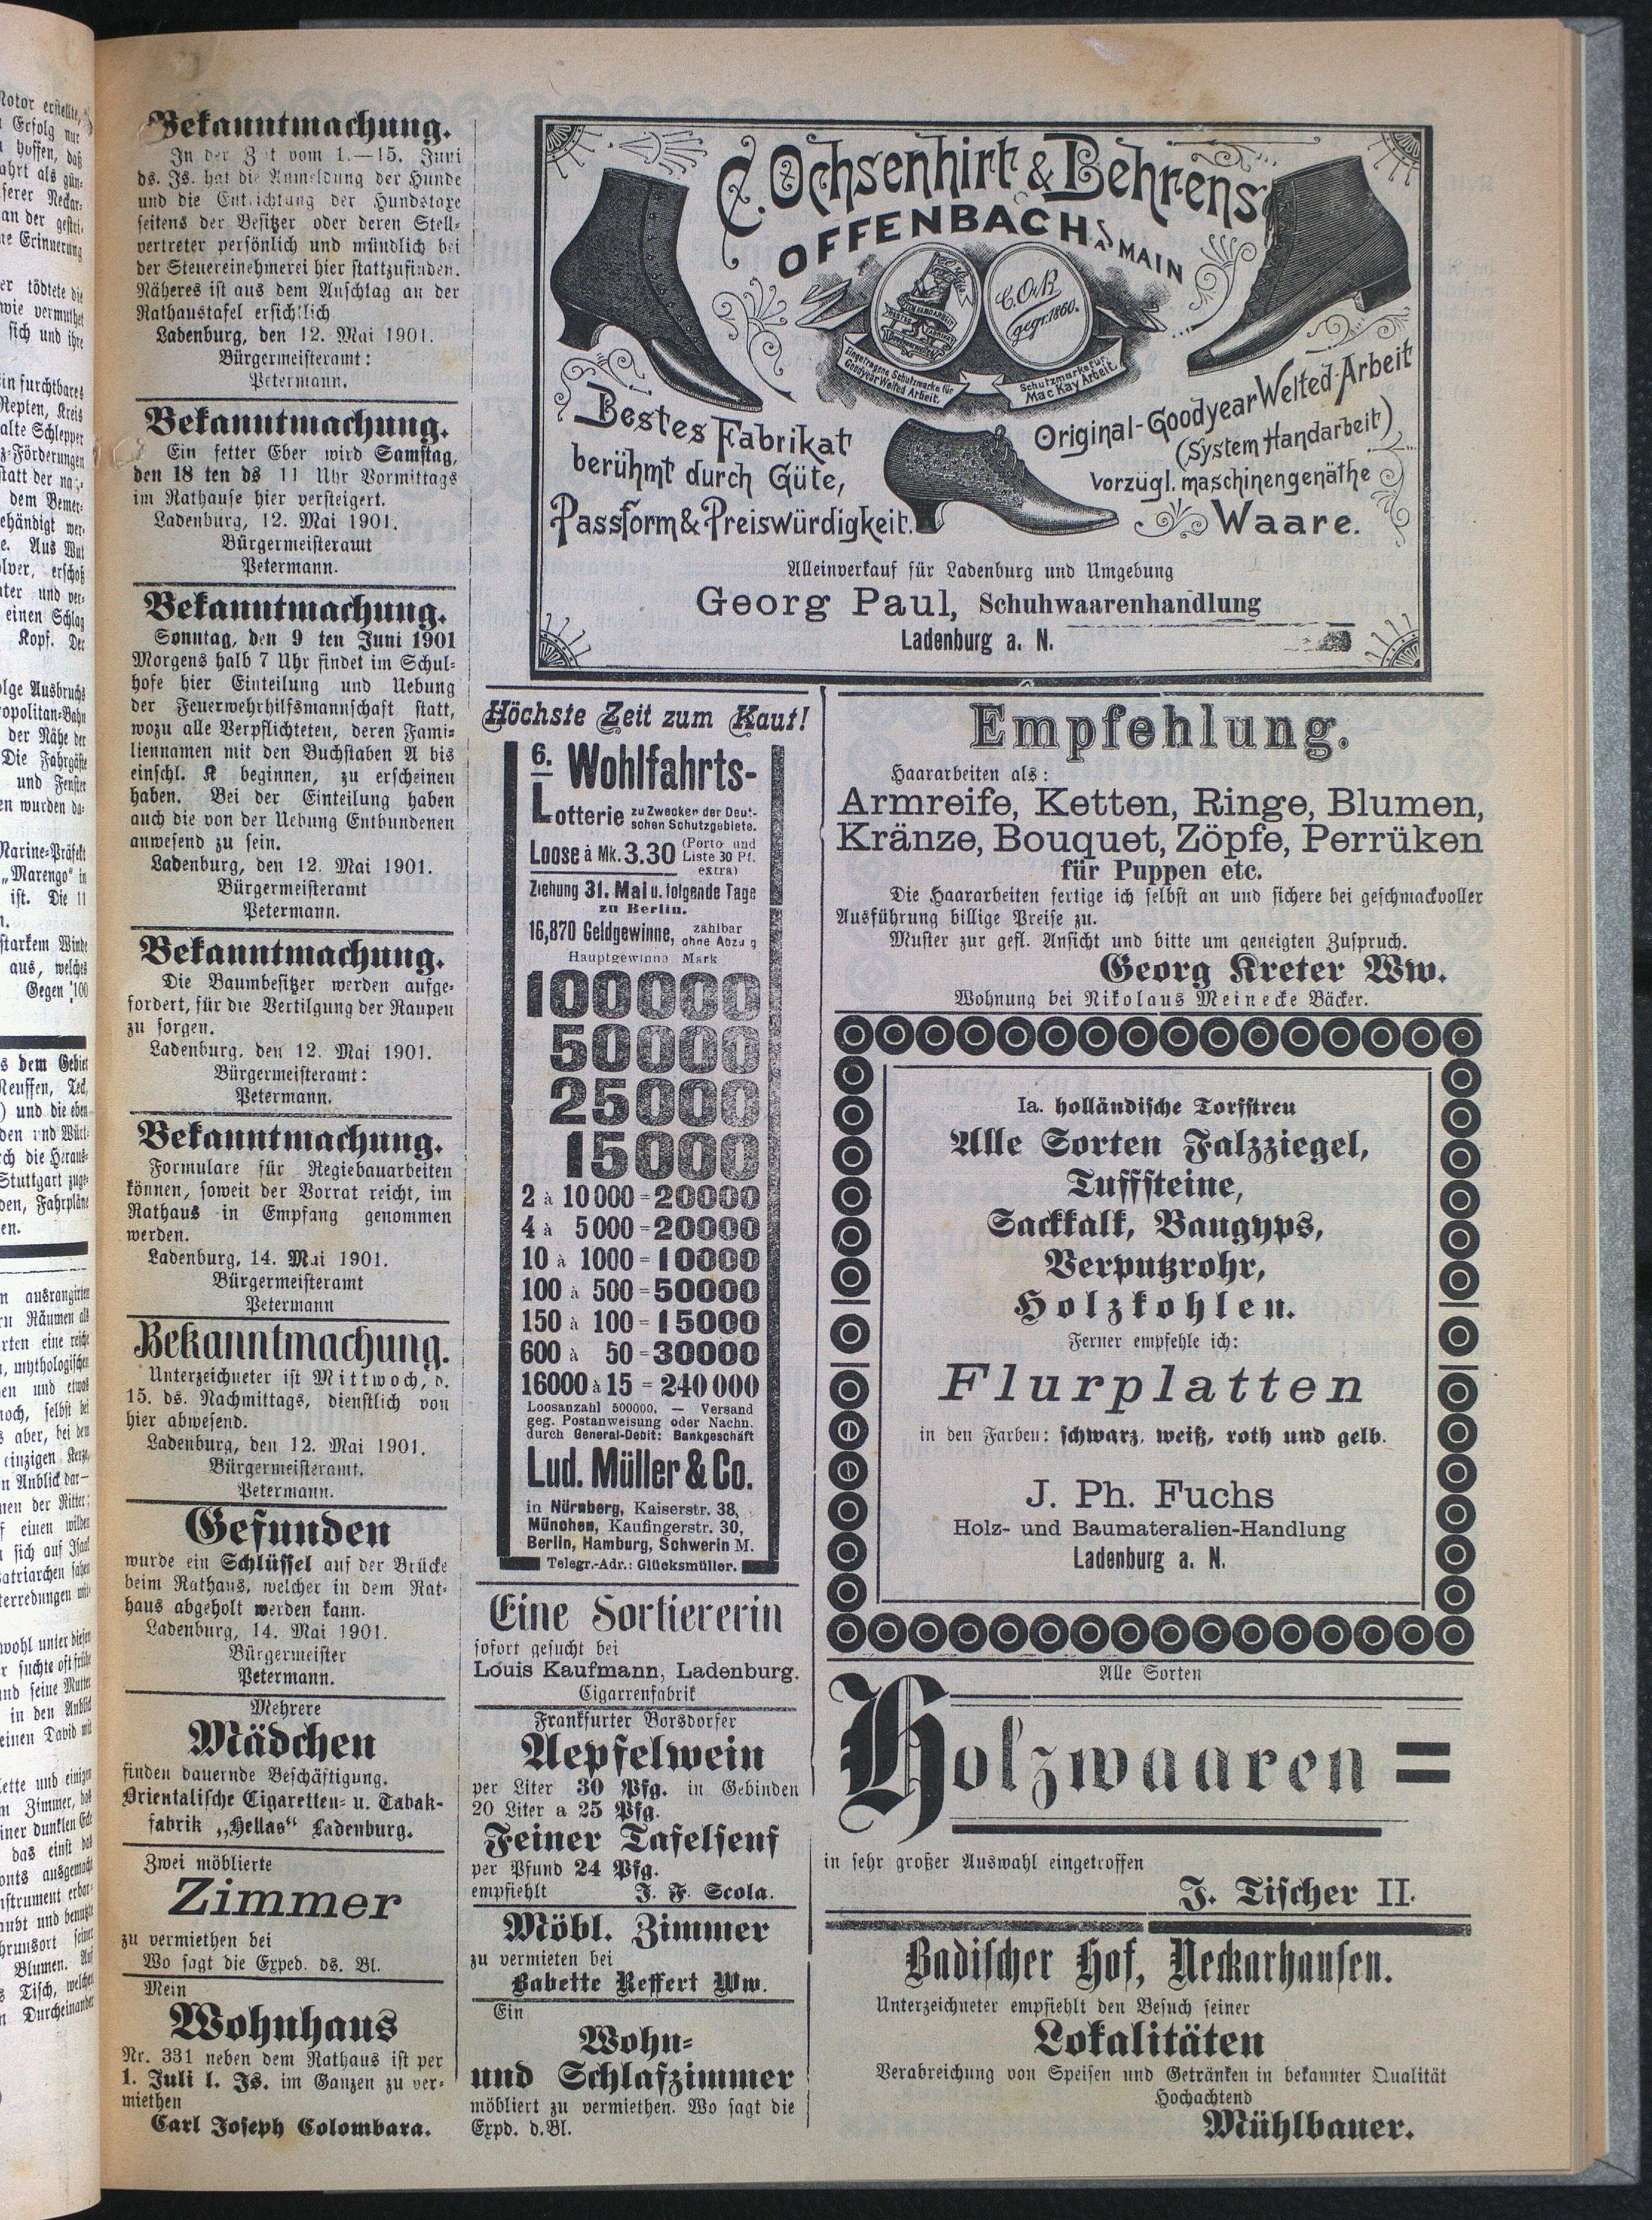 Bekanntmachung.
In der Zeit vom 1.—15. Juni
ds. Js. hat die Anmeldung der Hunde
und die Entrichtung der Hundstaxe
seitens der Besitzer oder deren Stell-
vertreter persönlich und mündlich bei
der Steuereinehmerei hier stattzufinden.
Näheres ist aus dem Anschlag an der
Rathaustafel ersichtlich
Ladenburg, den 12. Mai 1901.
Bürgermeisteramt:
Petermann.
Bekanntmachung.
Ein fetter Eber wird Samstag,
den 18 ten ds 11 Uhr Vormittags
im Rathause hier versteigert.
Ladenburg, 12. Mai 1901.
Bürgermeisteramt
Petermann.
Bekanntmachung.
Sonntag, den 9 ten Juni 1901
Morgens halb 7 Uhr findet im Schul-
hofe hier Einteilung und Uebung
der Feuerwehrhilfsmannschaft statt,
wozu alle Verpflichteten, deren Fami-
liennamen mit den Buchstaben A bis
einschl. K beginnen, zu erscheinen
haben. Bei der Einteilung haben
auch die von der Uebung Entbundenen
anwesend zu sein.
Ladenburg, den 12. Mai 1901.
Bürgermeisteramt
Petermann.
Bekanntmachung.
Die Baumbesitzer werden aufge-
fordert, für die Vertilgung der Raupen
zu sorgen.
Ladenburg, den 12. Mai 1901.
Bürgermeisteramt:
Petermann.
Bekanntmachung.
Formulare für Regiebauarbeiten
können, soweit der Vorrat reicht, im
Rathaus in Empfang genommen
werden.
Ladenburg, 14. Mai 1901.
Bürgermeisteramt
Petermann
Bekanntmachung.
Unterzeichneter ist Mittwoch, d.
15. ds. Nachmittags, dienstlich von
hier abwesend.
Ladenburg, den 12. Mai 1901.
Bürgermeisteramt.
Petermann.
Gefunden
wurde ein Schlüssel auf der Brücke
beim Rathaus, welcher in dem Rat-
haus abgeholt werden kann.
Ladenburg, 14. Mai 1901.
Bürgermeister
Petermann.
Mehrere
Mädchen
finden dauernde Beschäftigung.
Orientalische Cigaretten- u. Tabak-
fabrik „Hellas“ Ladenburg.
Zwei möblierte
Zimmer
zu vermiethen bei
Wo sagt die Exped. ds. Bl.
Mein
Wohnhaus
Nr. 331 neben dem Rathaus ist per
1. Juli l. Js. im Ganzen zu ver-
miethen
Carl Joseph Colombara.
C. Ochsenhirt & Behrens
OFFENBACH A MAIN
C. O. & B.
gegr. 1860.
Eingetragene Schutzmarke für
Goodyear Welted Arbeit.
Schutzmarke für
Mac Kay Arbeit.
Bestes Fabrikat
berühmt durch Güte,
Passform & Preiswürdigkeit.
Original-Goodyear Welted-Arbeit
(System Handarbeit)
vorzügl. maschinengenäthe
Waare.
Alleinverkauf für Ladenburg und Umgebung
Georg Paul, Schuhwaarenhandlung
Ladenburg a. N.
Höchste Zeit zum Kauf!
6. Wohlfahrts-
Lotterie zu Zwecken der Deut-
schen Schutzgebiete.
Loose à Mk. 3.30 (Porto und
Liste 30 Pf.
extra)
Ziehung 31. Mai u. folgende Tage
zu Berlin.
16,870 Geldgewinne, zahlbar
ohne Abzug
Hauptgewinne Mark
100000
50000
25000
15000
2 à 10000 = 20000
4 à 5000 = 20000
10 à 1000 = 10000
100 à 500 = 50000
150 à 100 = 15000
600 à 50 = 30000
16000 à 15 = 240000
Loosanzahl 500000. — Versand
geg. Postanweisung oder Nachn.
durch General-Debit: Bankgeschäft
Lud. Müller & Co.
in Nürnberg, Kaiserstr. 38,
München, Kaufingerstr. 30,
Berlin, Hamburg, Schwerin M.
Telegr.-Adr.: Glücksmüller.
Eine Sortiererin
sofort gesucht bei
Louis Kaufmann, Ladenburg.
Cigarrenfabrik
Frankfurter Borsdorfer
Aepfelwein
per Liter 30 Pfg. in Gebinden
20 Liter a 25 Pfg.
Feiner Tafelsenf
per Pfund 24 Pfg.
empfiehlt J. F. Scola.
Möbl. Zimmer
zu vermieten bei
Babette Reffert Ww.
Ein
Wohn-
und Schlafzimmer
möbliert zu vermiethen. Wo sagt die
Expd. d. Bl.
Empfehlung.
Haararbeiten als:
Armreife, Ketten, Ringe, Blumen,
Kränze, Bouquet, Zöpfe, Perrüken
für Puppen etc.
Die Haararbeiten fertige ich selbst an und sichere bei geschmackvoller
Ausführung billige Preise zu.
Muster zur gefl. Ansicht und bitte um geneigten Zuspruch.
Georg Kreter Ww.
Wohnung bei Nikolaus Meinecke Bäcker.
Ia. holländische Torfstreu
Alle Sorten Falzziegel,
Tuffsteine,
Sackkalk, Baugyps,
Verputzrohr,
Holzkohlen.
Ferner empfehle ich:
Flurplatten
in den Farben: schwarz, weiß, roth und gelb.
J. Ph. Fuchs
Holz- und Baumateralien-Handlung
Ladenburg a. N.
Alle Sorten
Holzwaaren =
in sehr großer Auswahl eingetroffen
J. Tischer II.
Badischer Hof, Neckarhausen.
Unterzeichneter empfiehlt den Besuch seiner
Lokalitäten
Verabreichung von Speisen und Getränken in bekannter Qualität
Hochachtend
Mühlbauer.